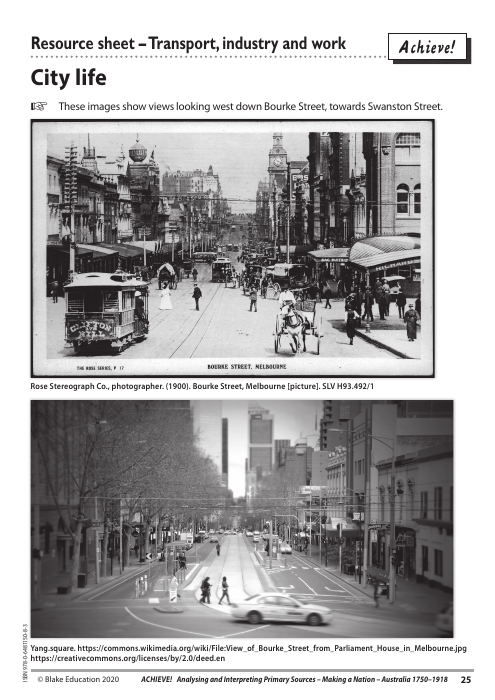 Resource sheet – Transport, industry and work
Achieve!
City life
☞ These images show views looking west down Bourke Street, towards Swanston Street.
CLIFTON HILL
THE ROSE SERIES, P 17
BOURKE STREET, MELBOURNE
Rose Stereograph Co., photographer. (1900). Bourke Street, Melbourne [picture]. SLV H93.492/1
Yang.square. https://commons.wikimedia.org/wiki/File:View_of_Bourke_Street_from_Parliament_House_in_Melbourne.jpg
https://creativecommons.org/licenses/by/2.0/deed.en
© Blake Education 2020
ACHIEVE! Analysing and Interpreting Primary Sources – Making a Nation – Australia 1750–1918
25